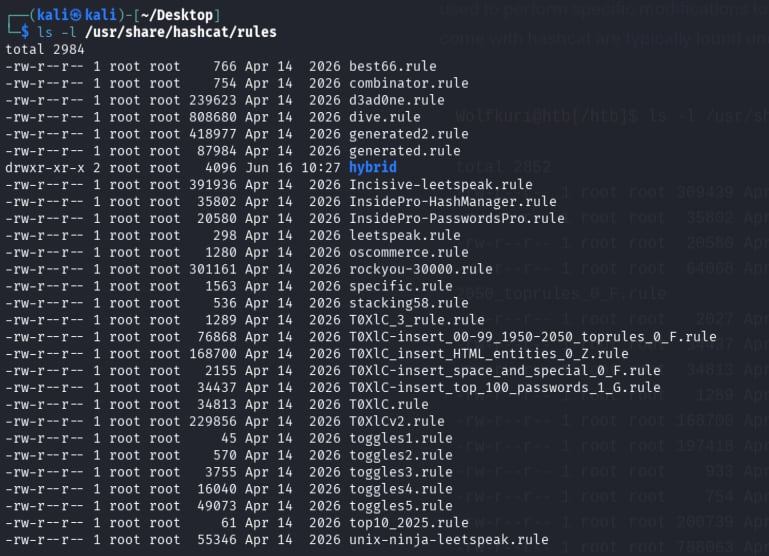 (kali㉿kali)-[~/Desktop]
$ ls -l /usr/share/hashcat/rules
total 2984
-rw-r--r-- 1 root root    766 Apr 14  2026 best66.rule
-rw-r--r-- 1 root root    754 Apr 14  2026 combinator.rule
-rw-r--r-- 1 root root 239623 Apr 14  2026 d3ad0ne.rule
-rw-r--r-- 1 root root 808680 Apr 14  2026 dive.rule
-rw-r--r-- 1 root root 418977 Apr 14  2026 generated2.rule
-rw-r--r-- 1 root root  87984 Apr 14  2026 generated.rule
drwxr-xr-x 2 root root   4096 Jun 16 10:27 hybrid
-rw-r--r-- 1 root root 391936 Apr 14  2026 Incisive-leetspeak.rule
-rw-r--r-- 1 root root  35802 Apr 14  2026 InsidePro-HashManager.rule
-rw-r--r-- 1 root root  20580 Apr 14  2026 InsidePro-PasswordsPro.rule
-rw-r--r-- 1 root root    298 Apr 14  2026 leetspeak.rule
-rw-r--r-- 1 root root   1280 Apr 14  2026 oscommerce.rule
-rw-r--r-- 1 root root 301161 Apr 14  2026 rockyou-30000.rule
-rw-r--r-- 1 root root   1563 Apr 14  2026 specific.rule
-rw-r--r-- 1 root root    536 Apr 14  2026 stacking58.rule
-rw-r--r-- 1 root root   1289 Apr 14  2026 T0XlC_3_rule.rule
-rw-r--r-- 1 root root  76868 Apr 14  2026 T0XlC-insert_00-99_1950-2050_toprules_0_F.rule
-rw-r--r-- 1 root root 168700 Apr 14  2026 T0XlC_insert_HTML_entities_0_Z.rule
-rw-r--r-- 1 root root   2155 Apr 14  2026 T0XlC-insert_space_and_special_0_F.rule
-rw-r--r-- 1 root root  34437 Apr 14  2026 T0XlC-insert_top_100_passwords_1_G.rule
-rw-r--r-- 1 root root  34813 Apr 14  2026 T0XlC.rule
-rw-r--r-- 1 root root 229856 Apr 14  2026 T0XlCv2.rule
-rw-r--r-- 1 root root     45 Apr 14  2026 toggles1.rule
-rw-r--r-- 1 root root    570 Apr 14  2026 toggles2.rule
-rw-r--r-- 1 root root   3755 Apr 14  2026 toggles3.rule
-rw-r--r-- 1 root root  16040 Apr 14  2026 toggles4.rule
-rw-r--r-- 1 root root  49073 Apr 14  2026 toggles5.rule
-rw-r--r-- 1 root root     61 Apr 14  2026 top10_2025.rule
-rw-r--r-- 1 root root  55346 Apr 14  2026 unix-ninja-leetspeak.rule